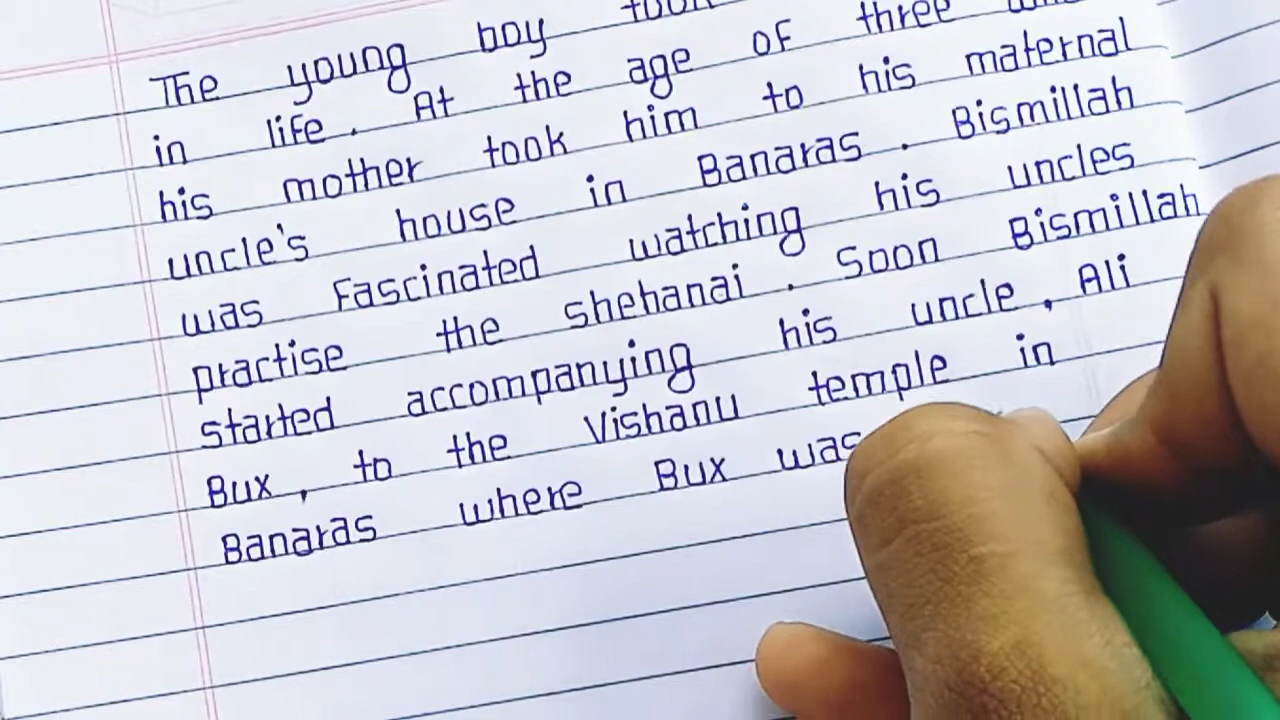 The young boy took
in life. At the age of three
his mother took him to his maternal
uncle's house in Banaras. Bismillah
was Fascinated watching his uncles
practise the shehanai. Soon Bismillah
started accompanying his uncle, Ali
Bux, to the Vishanu temple in
Banaras where Bux was